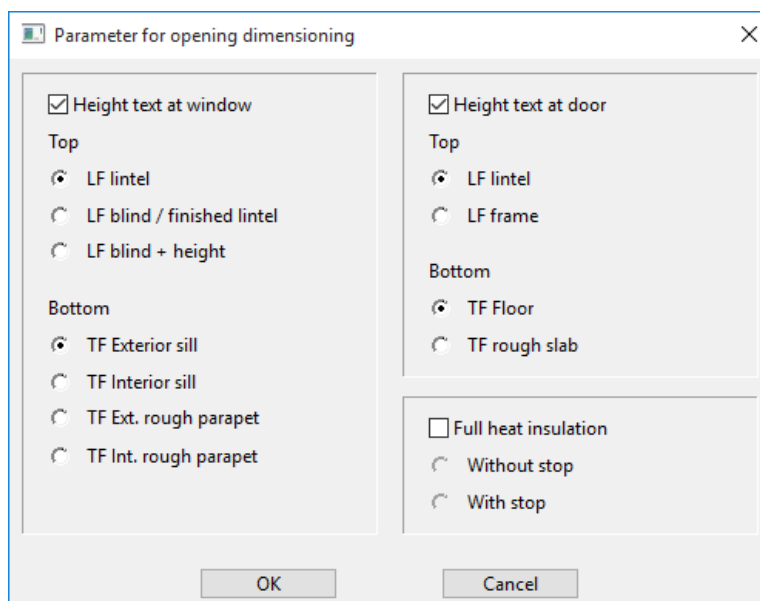 Parameter for opening dimensioning
Height text at window
Top
LF lintel
LF blind / finished lintel
LF blind + height
Bottom
TF Exterior sill
TF Interior sill
TF Ext. rough parapet
TF Int. rough parapet
Height text at door
Top
LF lintel
LF frame
Bottom
TF Floor
TF rough slab
Full heat insulation
Without stop
With stop
OK
Cancel